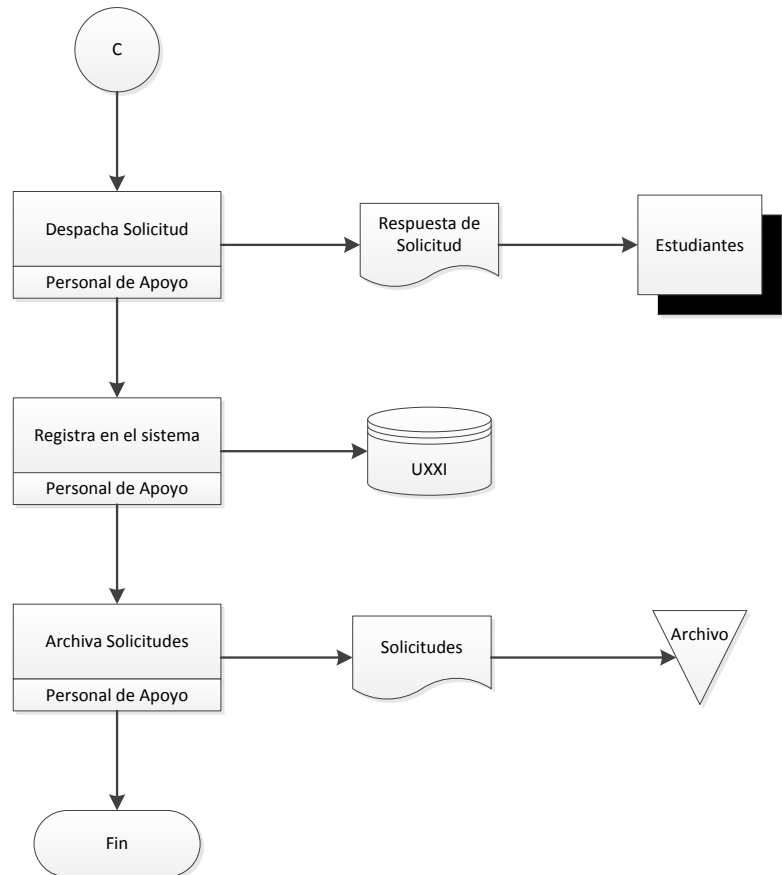 C
Despacha Solicitud
Personal de Apoyo
Respuesta de
Solicitud
Estudiantes
Registra en el sistema
Personal de Apoyo
UXXI
Archiva Solicitudes
Personal de Apoyo
Solicitudes
Archivo
Fin